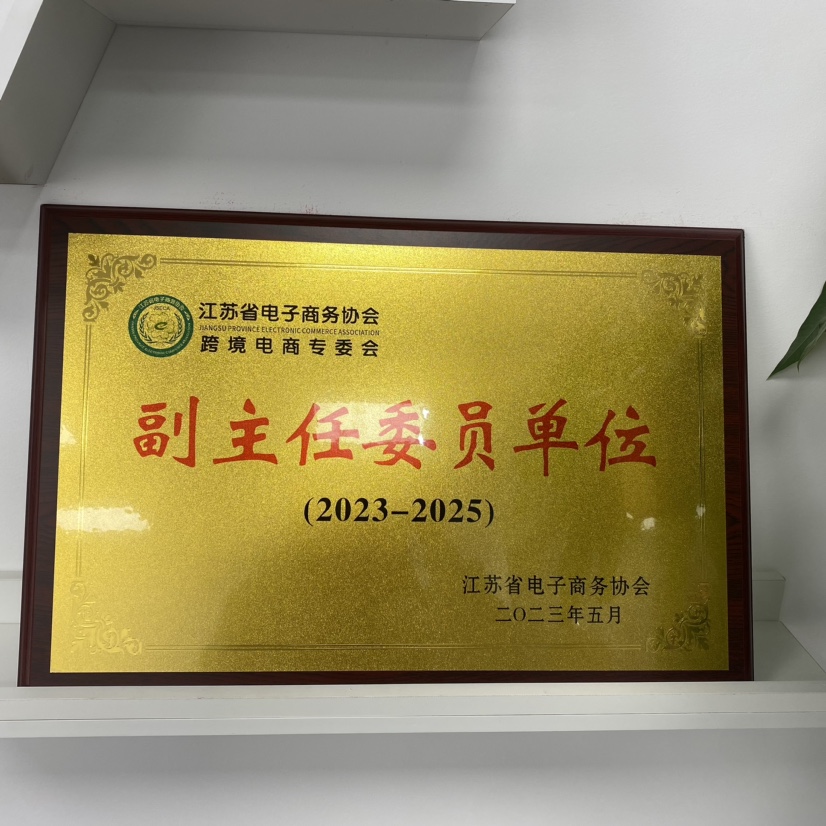 江苏省电子商务协会
JIANGSU PROVINCE ELECTRONIC COMMERCE ASSOCIATION
跨境电商专委会
副主任委员单位
(2023-2025)
江苏省电子商务协会
二〇二三年五月